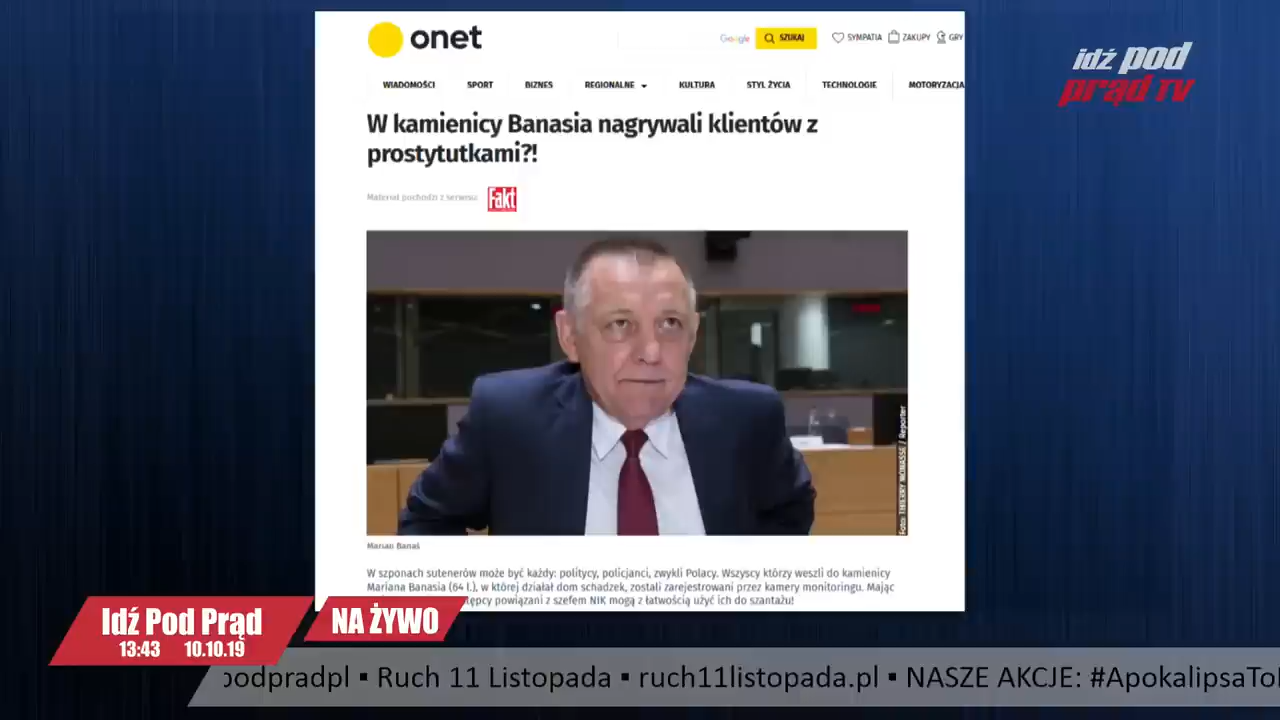 onet
Google
SZUKAJ
SYMPATIA
ZAKUPY
GRY
idź pod
prąd TV
WIADOMOŚCI
SPORT
BIZNES
REGIONALNE
KULTURA
STYL ŻYCIA
TECHNOLOGIE
MOTORYZACJA
W kamienicy Banasia nagrywali klientów z
prostytutkami?!
Materiał pochodzi z serwisu:
Fakt
Foto: THIERRY MONASSE / Reporter
Marian Banaś
W szponach sutenerów może być każdy: politycy, policjanci, zwykli Polacy. Wszyscy którzy weszli do kamienicy
Mariana Banasia (64 l.), w której działał dom schadzek, zostali zarejestrowani przez kamery monitoringu. Mając
powiązani z szefem NIK mogą z łatwością użyć ich do szantażu!
Idź Pod Prąd
NA ŻYWO
13:43 10.10.19
podpradpl ▪ Ruch 11 Listopada ▪ ruch11listopada.pl ▪ NASZE AKCJE: #ApokalipsaTo